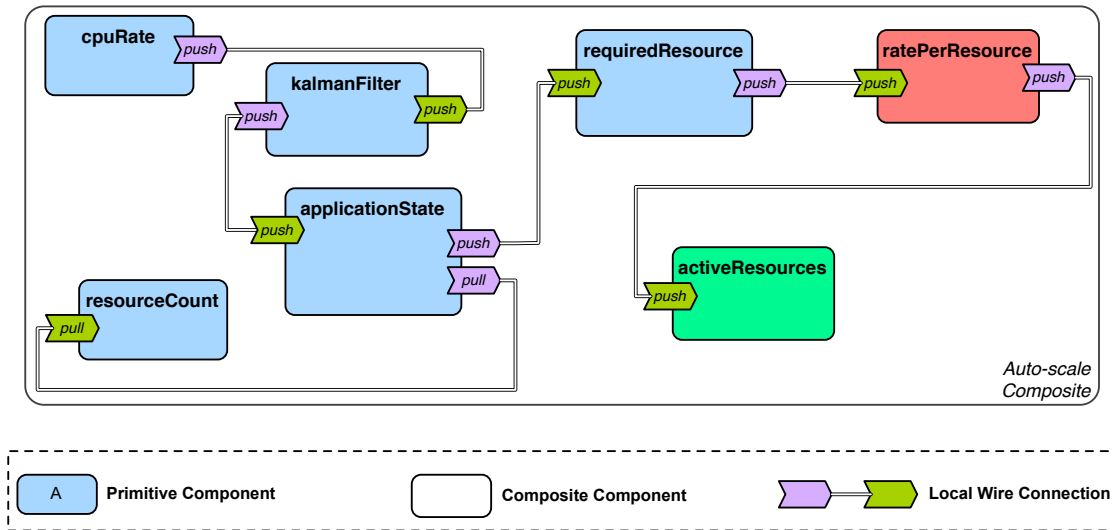 cpuRate
push
kalmanFilter
push
push
applicationState
push
push
pull
resourceCount
pull
requiredResource
push
push
ratePerResource
push
push
activeResources
push
Auto-scale
Composite
A
Primitive Component
Composite Component
Local Wire Connection